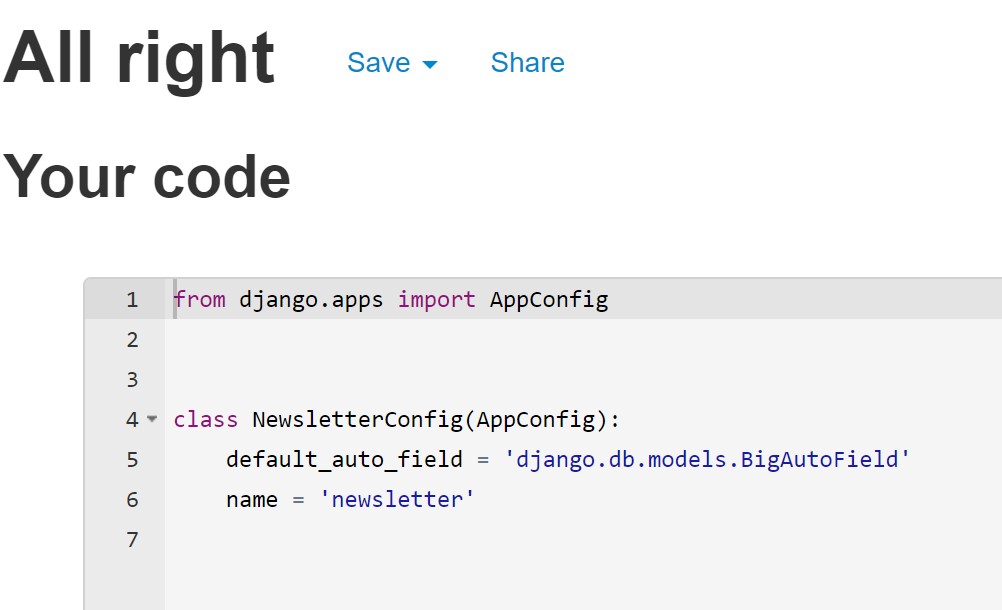 All right Save Share
Your code
1 from django.apps import AppConfig
2
3
4 class NewsletterConfig(AppConfig):
5     default_auto_field = 'django.db.models.BigAutoField'
6     name = 'newsletter'
7